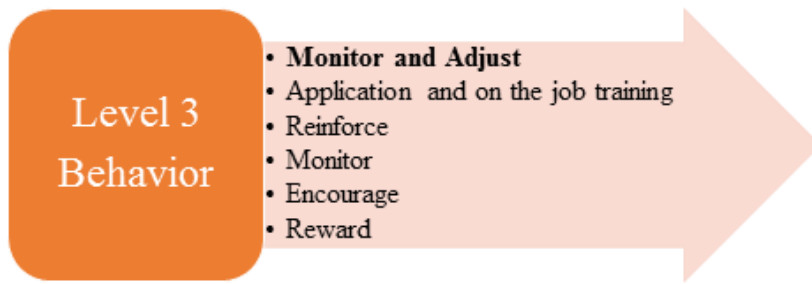 Level 3
Behavior
• Monitor and Adjust
• Application and on the job training
• Reinforce
• Monitor
• Encourage
• Reward